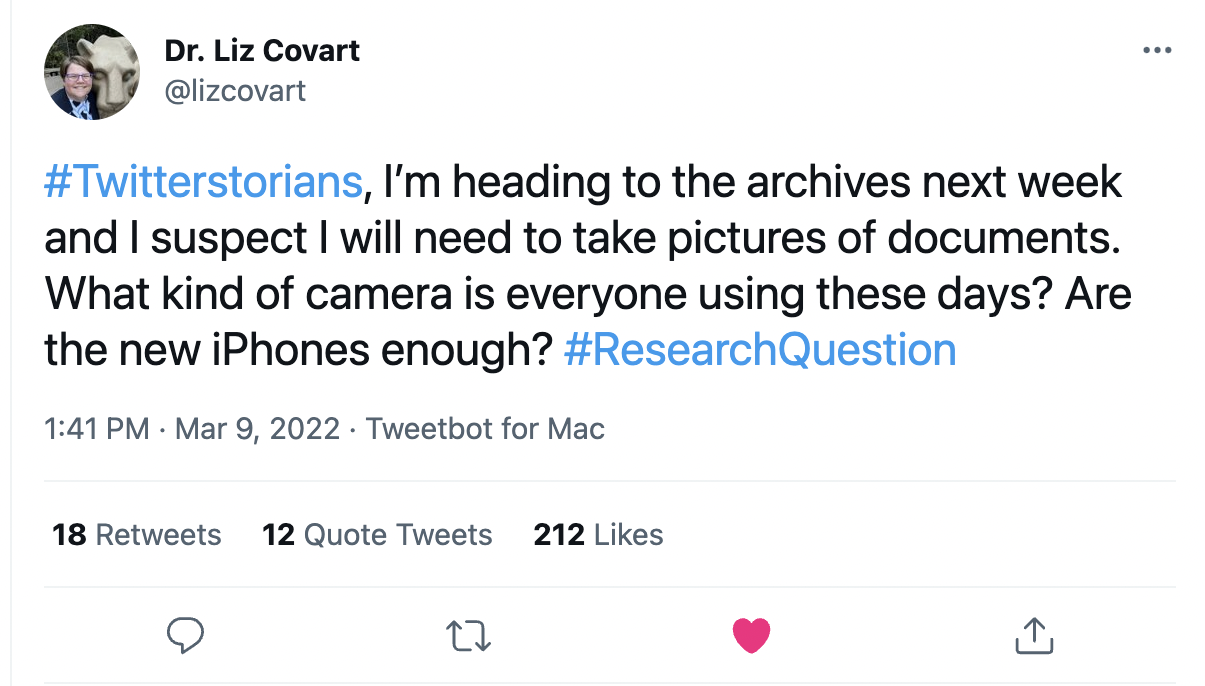 Dr. Liz Covart
@lizcovart
#Twitterstorians, I’m heading to the archives next week
and I suspect I will need to take pictures of documents.
What kind of camera is everyone using these days? Are
the new iPhones enough? #ResearchQuestion
1:41 PM · Mar 9, 2022 · Tweetbot for Mac
18 Retweets 12 Quote Tweets 212 Likes